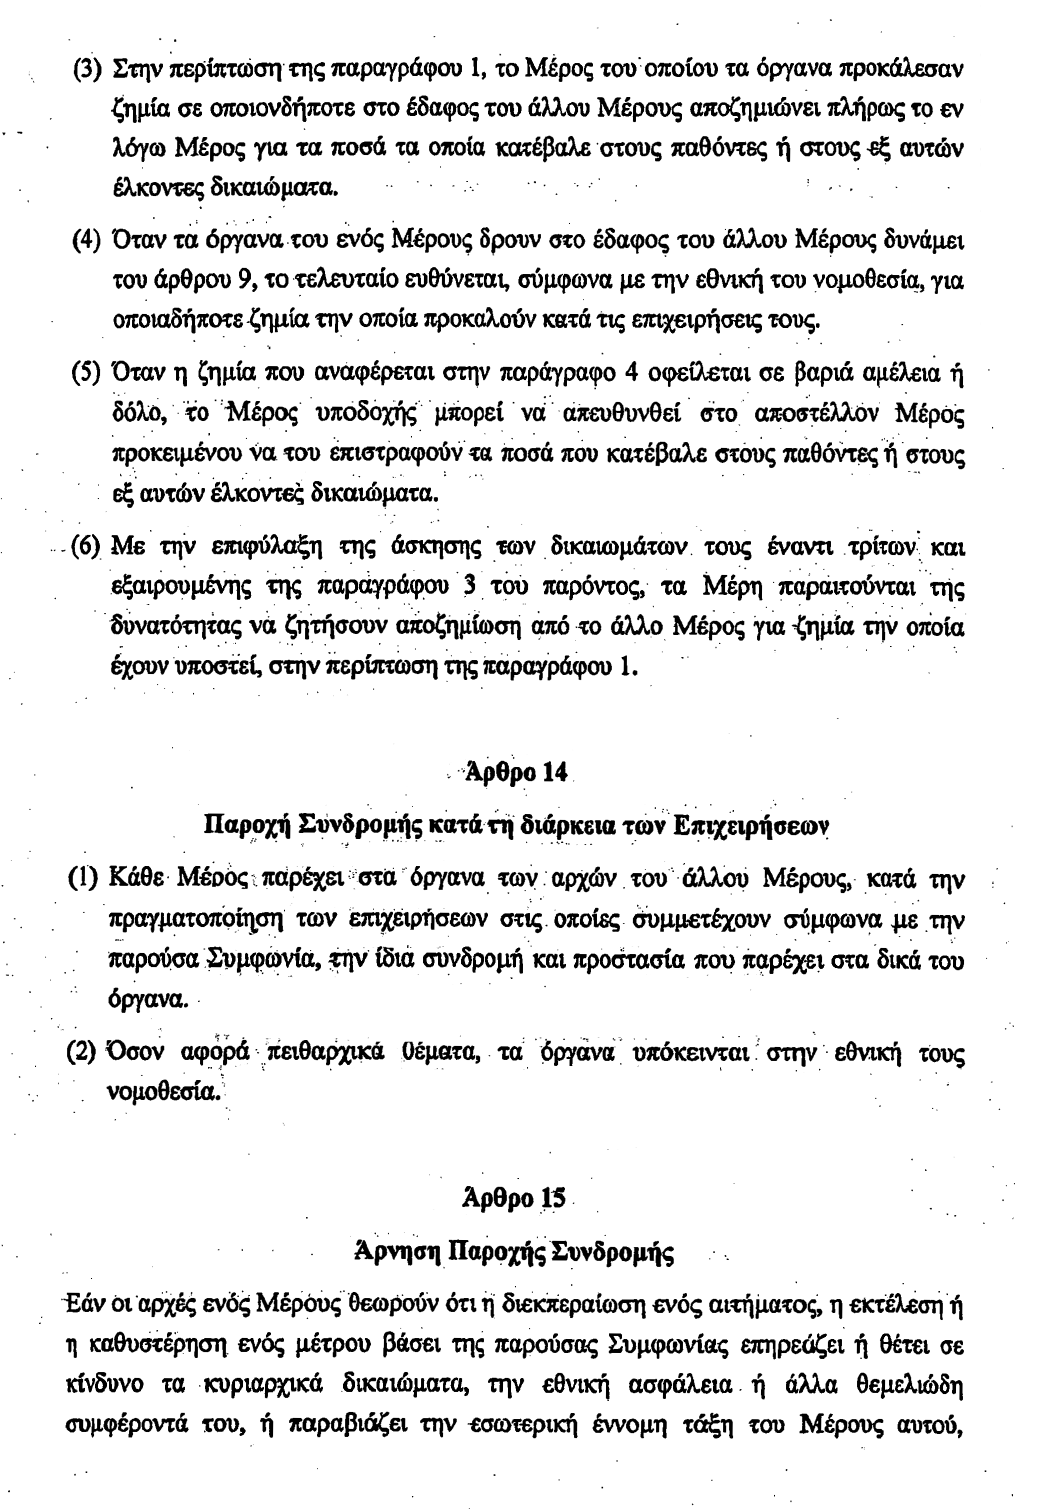 (3) Στην περίπτωση της παραγράφου 1, το Μέρος του οποίου τα όργανα προκάλεσαν
ζημία σε οποιονδήποτε στο έδαφος του άλλου Μέρους αποζημιώνει πλήρως το εν
λόγω Μέρος για τα ποσά τα οποία κατέβαλε στους παθόντες ή στους εξ αυτών
έλκοντες δικαιώματα.
(4) Όταν τα όργανα του ενός Μέρους δρουν στο έδαφος του άλλου Μέρους δυνάμει
του άρθρου 9, το τελευταίο ευθύνεται, σύμφωνα με την εθνική του νομοθεσία, για
οποιαδήποτε ζημία την οποία προκαλούν κατά τις επιχειρήσεις τους.
(5) Όταν η ζημία που αναφέρεται στην παράγραφο 4 οφείλεται σε βαριά αμέλεια ή
δόλο, το Μέρος υποδοχής μπορεί να απευθυνθεί στο αποστέλλον Μέρος
προκειμένου να του επιστραφούν τα ποσά που κατέβαλε στους παθόντες ή στους
εξ αυτών έλκοντες δικαιώματα.
(6) Με την επιφύλαξη της άσκησης των δικαιωμάτων τους έναντι τρίτων και
εξαιρουμένης της παραγράφου 3 του παρόντος, τα Μέρη παραιτούνται της
δυνατότητας να ζητήσουν αποζημίωση από το άλλο Μέρος για ζημία την οποία
έχουν υποστεί, στην περίπτωση της παραγράφου 1.
Άρθρο 14
Παροχή Συνδρομής κατά τη διάρκεια των Επιχειρήσεων
(1) Κάθε Μέρος παρέχει στα όργανα των αρχών του άλλου Μέρους, κατά την
πραγματοποίηση των επιχειρήσεων στις οποίες συμμετέχουν σύμφωνα με την
παρούσα Συμφωνία, την ίδια συνδρομή και προστασία που παρέχει στα δικά του
όργανα.
(2) Όσον αφορά πειθαρχικά θέματα, τα όργανα υπόκεινται στην εθνική τους
νομοθεσία.
Άρθρο 15
Άρνηση Παροχής Συνδρομής
Εάν οι αρχές ενός Μέρους θεωρούν ότι η διεκπεραίωση ενός αιτήματος, η εκτέλεση ή
η καθυστέρηση ενός μέτρου βάσει της παρούσας Συμφωνίας επηρεάζει ή θέτει σε
κίνδυνο τα κυριαρχικά δικαιώματα, την εθνική ασφάλεια ή άλλα θεμελιώδη
συμφέροντά του, ή παραβιάζει την εσωτερική έννομη τάξη του Μέρους αυτού,